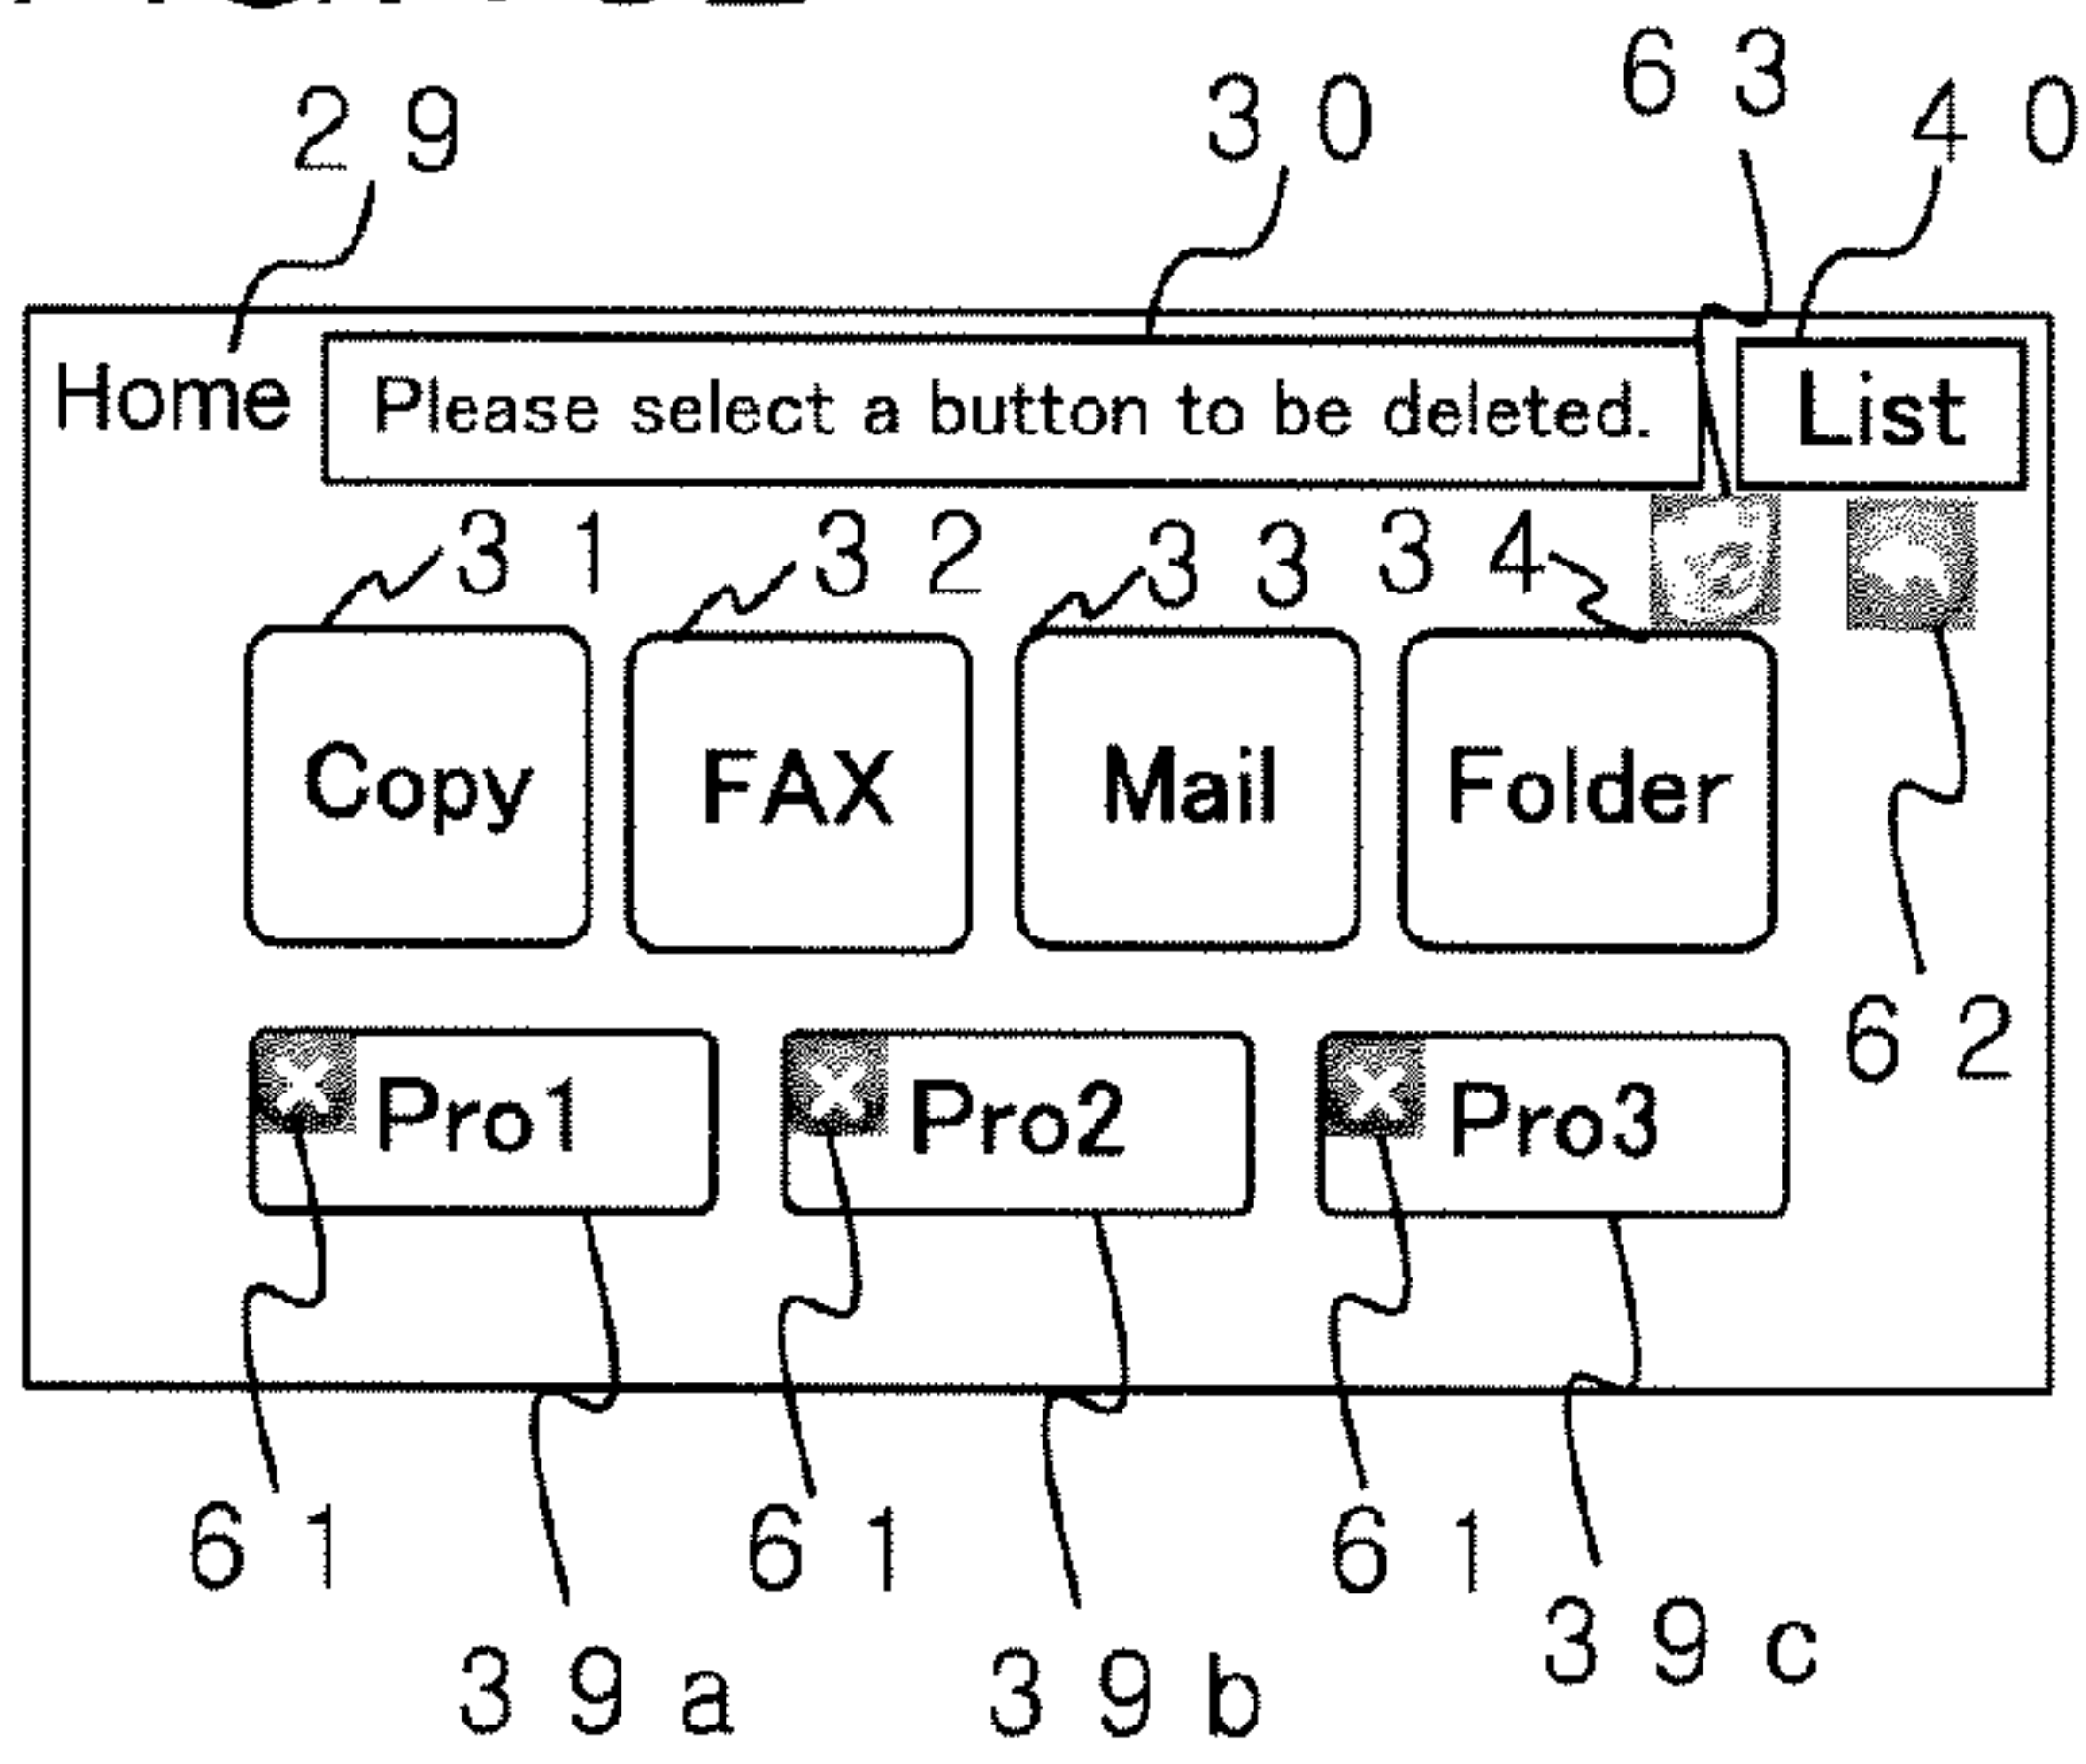 63
29 30 40
Home Please select a button to be deleted. List
31 32 33 34
Copy FAX Mail Folder
62
Pro1 Pro2 Pro3
61 61 61
39a 39b 39c